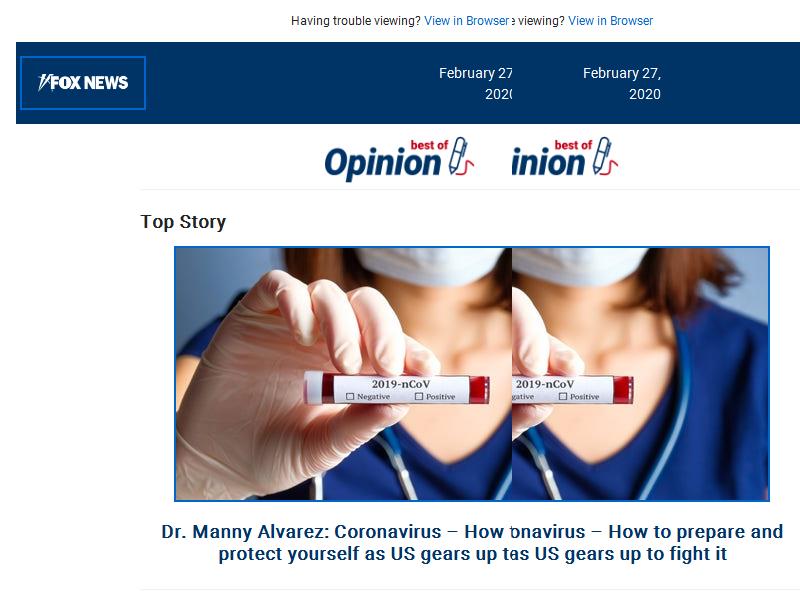 Having trouble viewing? View in Browser e viewing? View in Browser
FOX NEWS
February 27 February 27,
2020 2020
best of best of
Opinion inion
Top Story
2019-nCoV 2019-nCoV
Negative Positive gative Positive
Dr. Manny Alvarez: Coronavirus – How onavirus – How to prepare and
protect yourself as US gears up t as US gears up to fight it